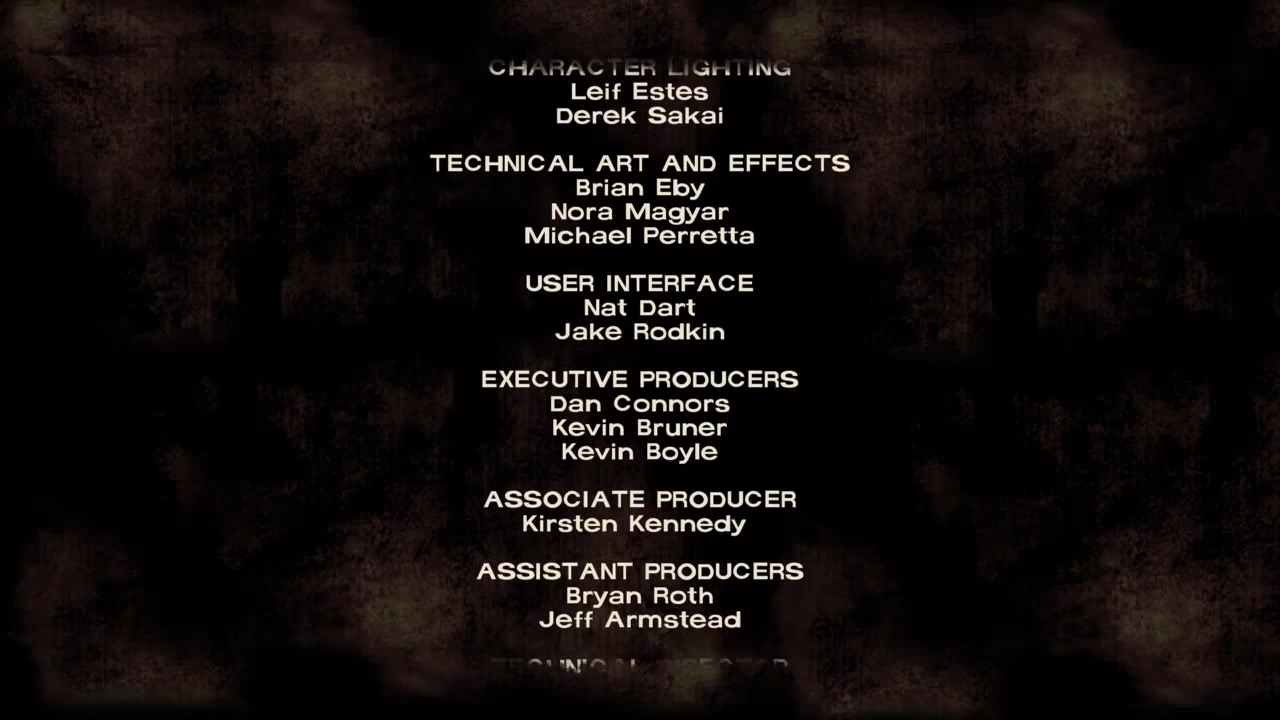 CHARACTER LIGHTING
Leif Estes
Derek Sakai
TECHNICAL ART AND EFFECTS
Brian Eby
Nora Magyar
Michael Perretta
USER INTERFACE
Nat Dart
Jake Rodkin
EXECUTIVE PRODUCERS
Dan Connors
Kevin Bruner
Kevin Boyle
ASSOCIATE PRODUCER
Kirsten Kennedy
ASSISTANT PRODUCERS
Bryan Roth
Jeff Armstead
TECHNICAL DIRECTOR